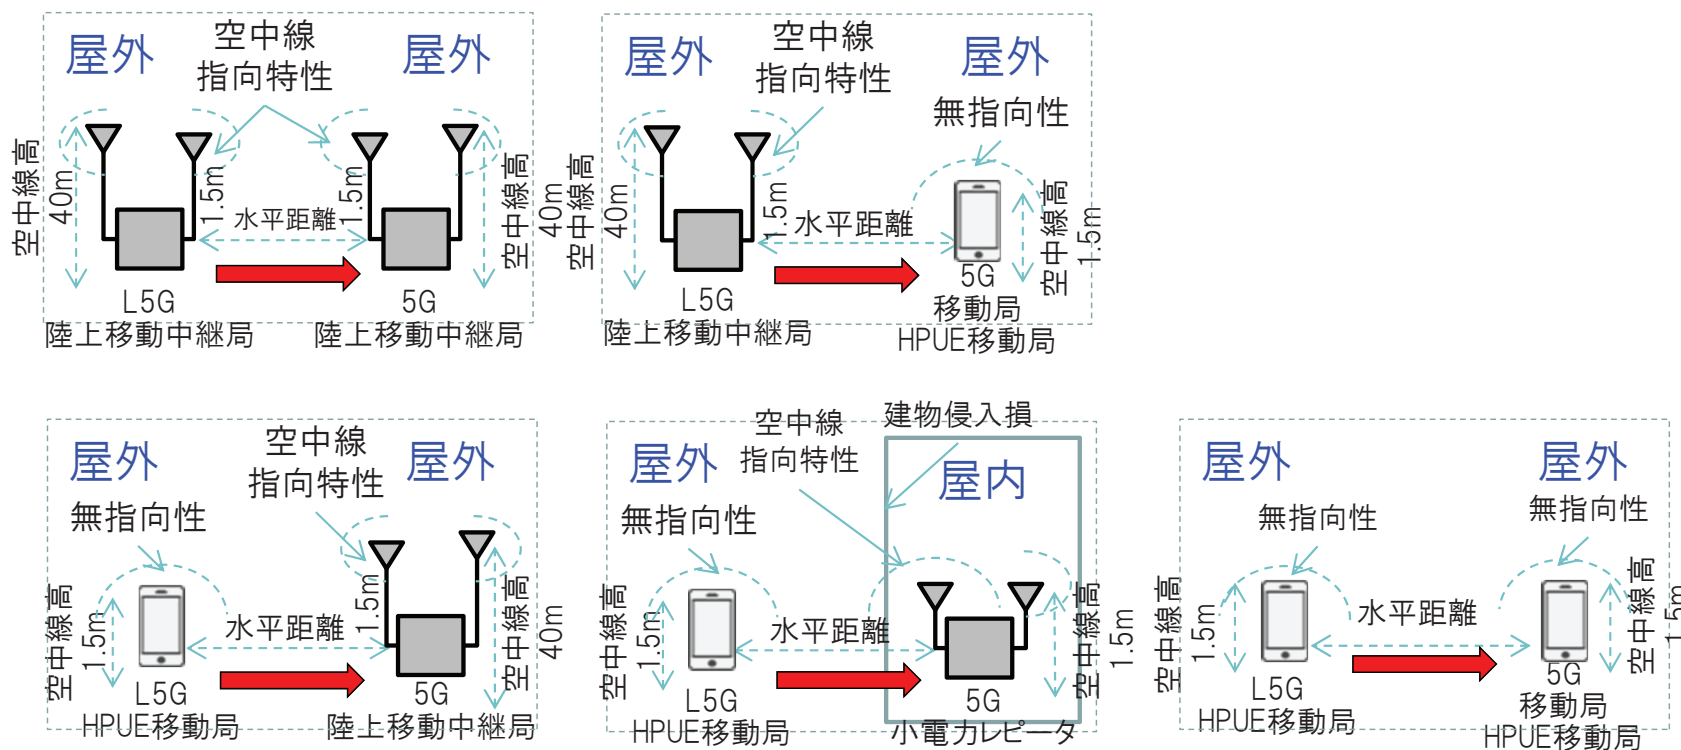 屋外
空中線
指向特性
屋外
空中線高
40m
1.5m
水平距離
1.5m
空中線高
40m
L5G
陸上移動中継局
5G
陸上移動中継局
屋外
空中線
指向特性
屋外
無指向性
空中線高
40m
1.5m
水平距離
空中線高
1.5m
L5G
陸上移動中継局
5G
移動局
HPUE移動局
屋外
空中線
指向特性
屋外
無指向性
空中線高
1.5m
水平距離
1.5m
空中線高
40m
L5G
HPUE移動局
5G
陸上移動中継局
建物侵入損
空中線
指向特性
屋外
屋内
無指向性
空中線高
1.5m
水平距離
空中線高
1.5m
L5G
HPUE移動局
5G
小電力レピータ
屋外
屋外
無指向性
無指向性
空中線高
1.5m
水平距離
空中線高
1.5m
L5G
HPUE移動局
5G
移動局
HPUE移動局